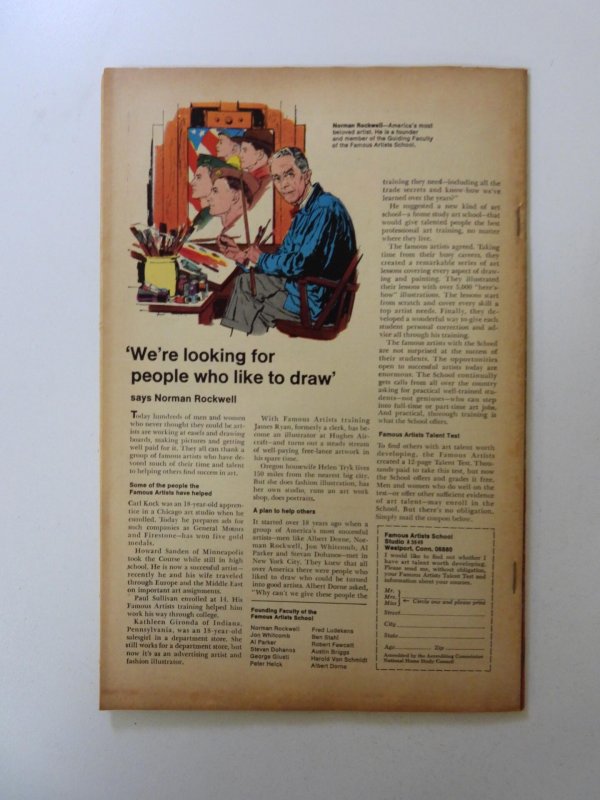 Norman Rockwell—America's most
beloved artist. He is a founder
and member of the Guiding Faculty
of the Famous Artists School.
'We're looking for
people who like to draw'
says Norman Rockwell
Today hundreds of men and women
who never thought they could be art-
ists are working at easels and drawing
boards, making pictures and getting
well paid for it. They all can thank a
group of famous artists who have de-
voted much of their time and talent
to helping others find success in art.
Some of the people the
Famous Artists have helped
Carl Kock was an 18-year-old appren-
tice in a Chicago art studio when he
enrolled. Today he prepares ads for
such companies as General Motors
and Firestone—has won five gold
medals.
Howard Sanden of Minneapolis
took the Course while still in high
school. He is now a successful artist—
recently he and his wife traveled
through Europe and the Middle East
on important art assignments.
Paul Sullivan enrolled at 14. His
Famous Artists training helped him
work his way through college.
Kathleen Gironda of Indiana,
Pennsylvania, was an 18-year-old
salesgirl in a department store. She
still works for a department store, but
now it's as an advertising artist and
fashion illustrator.
With Famous Artists training
James Ryan, formerly a clerk, has be-
come an illustrator at Hughes Air-
craft—and turns out a steady stream
of well-paying free-lance artwork in
his spare time.
Oregon housewife Helen Tryk lives
150 miles from the nearest big city.
But she does fashion illustration, has
her own studio, runs an art work
shop, does portraits.
A plan to help others
It started over 18 years ago when a
group of America's most successful
artists—men like Albert Dorne, Nor-
man Rockwell, Jon Whitcomb, Al
Parker and Stevan Dohanos—met in
New York City. They knew that all
over America there were people who
liked to draw who could be turned
into good artists. Albert Dorne asked,
"Why can't we give these people the
Founding Faculty of the
Famous Artists School
Norman Rockwell
Jon Whitcomb
Al Parker
Stevan Dohanos
George Giusti
Peter Helck
Fred Ludekens
Ben Stahl
Robert Fawcett
Austin Briggs
Harold Von Schmidt
Albert Dorne
training they need—including all the
trade secrets and know-how we've
learned over the years?"
He suggested a new kind of art
school—a home study art school—that
would give talented people the best
professional art training, no matter
where they live.
The famous artists agreed. Taking
time from their busy careers, they
created a remarkable series of art
lessons covering every aspect of draw-
ing and painting. They illustrated
their lessons with over 5,000 "here's-
how" illustrations. The lessons start
from scratch and cover every skill a
top artist needs. Finally, they de-
veloped a wonderful way to give each
student personal correction and ad-
vice all through his training.
The famous artists with the School
are not surprised at the success of
their students. The opportunities
open to successful artists today are
enormous. The School continually
gets calls from all over the country
asking for practical well-trained stu-
dents—not geniuses—who can step
into full-time or part-time art jobs.
And practical, thorough training is
what the School offers.
Famous Artists Talent Test
To find others with art talent worth
developing, the Famous Artists
created a 12-page Talent Test. Thou-
sands paid to take this test, but now
the School offers and grades it free.
Men and women who do well on the
test—or offer other sufficient evidence
of art talent—may enroll in the
School. But there's no obligation.
Simply mail the coupon below.
Famous Artists School
Studio
Westport, Conn. 06880
I would like to find out whether I
have art talent worth developing.
Please send me, without obligation,
your Famous Artists Talent Test and
information about your courses.
Mr.
Mrs.
Miss
Circle one and please print
Street
City
State
Age Zip
Accredited by the Accrediting Commission
National Home Study Council